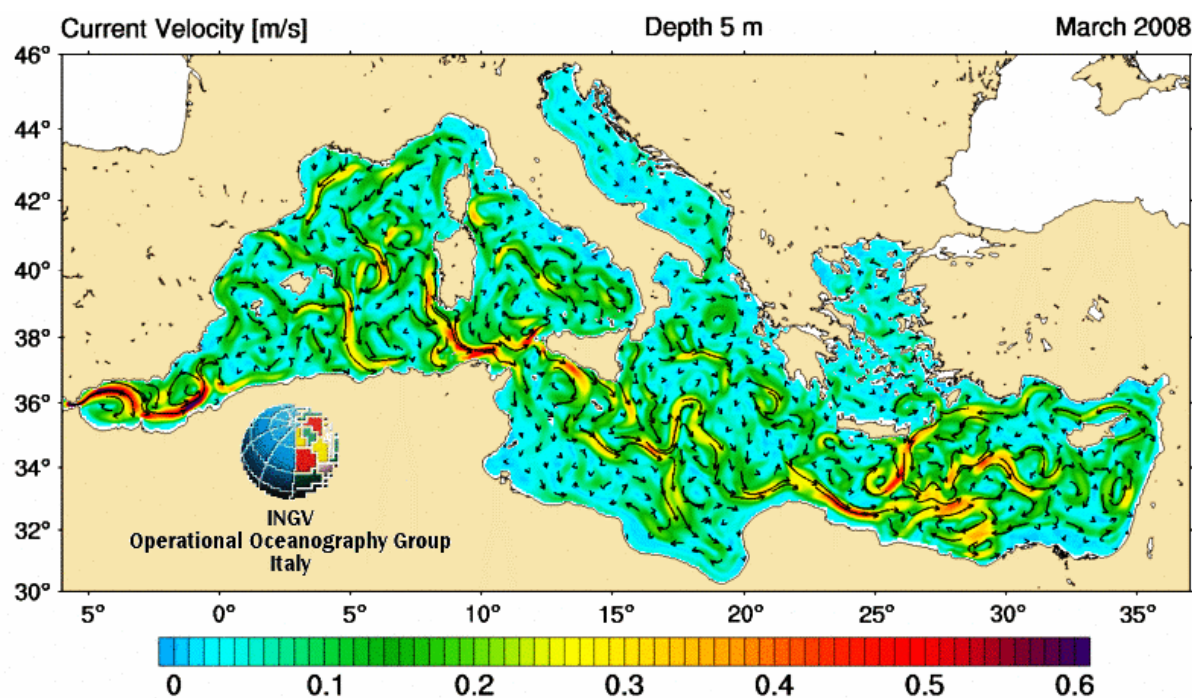 Current Velocity [m/s] Depth 5 m March 2008
46°
44°
42°
40°
38°
36°
34°
32°
30°
INGV
Operational Oceanography Group
Italy
5° 0° 5° 10° 15° 20° 25° 30° 35°
0 0.1 0.2 0.3 0.4 0.5 0.6